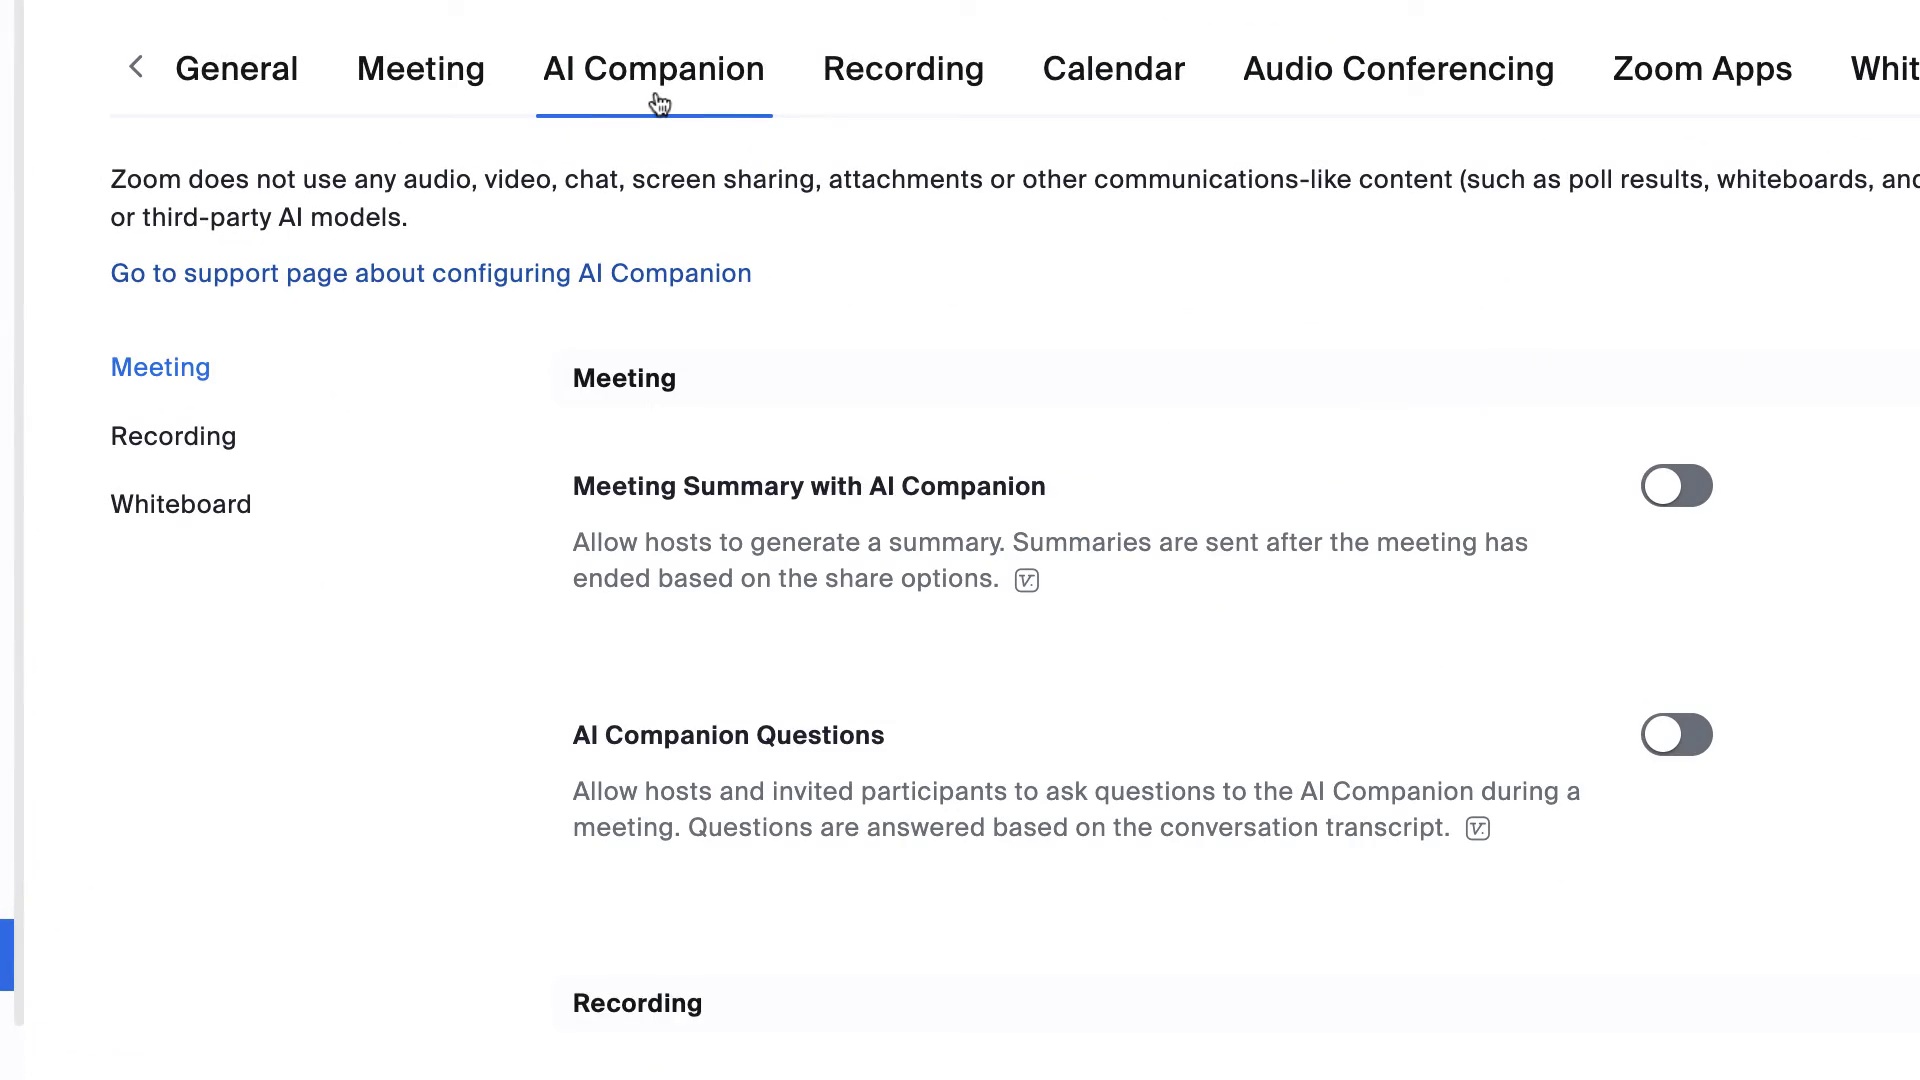 General Meeting AI Companion Recording Calendar Audio Conferencing Zoom Apps Whit
Zoom does not use any audio, video, chat, screen sharing, attachments or other communications-like content (such as poll results, whiteboards, and
or third-party AI models.
Go to support page about configuring AI Companion
Meeting
Recording
Whiteboard
Meeting
Meeting Summary with AI Companion
Allow hosts to generate a summary. Summaries are sent after the meeting has
ended based on the share options.
AI Companion Questions
Allow hosts and invited participants to ask questions to the AI Companion during a
meeting. Questions are answered based on the conversation transcript.
Recording